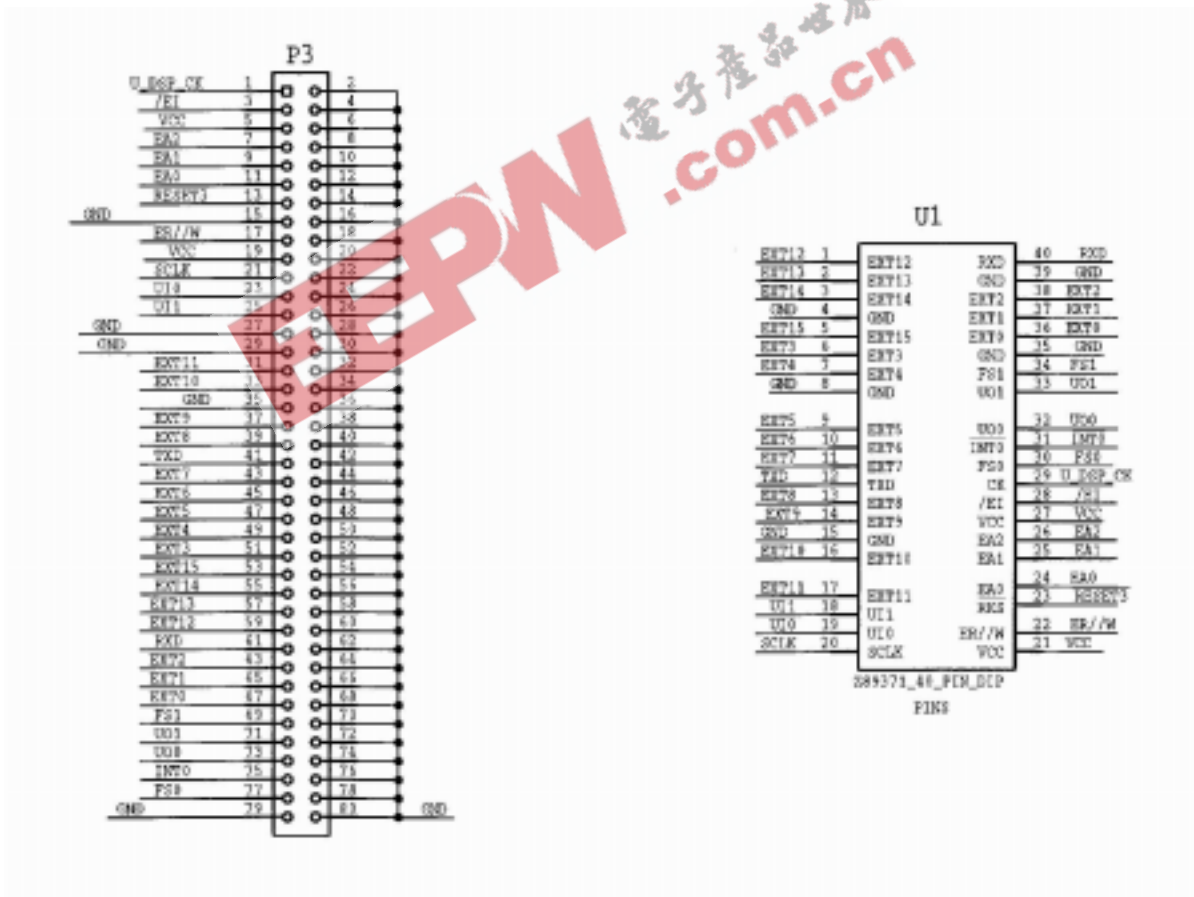 電子產品世界
.com.cn
EEPW
P3
U_DSP_CK 1 2
/EI 3 4
VCC 5 6
EA2 7 8
EA1 9 10
EA0 11 12
RESET3 13 14
GND 15 16
ER//W 17 18
VCC 19 20
SCLK 21 22
UI0 23 24
UI1 25 26
GND 27 28
GND 29 30
EXT11 31 32
EXT10 33 34
GND 35 36
EXT9 37 38
EXT8 39 40
TXD 41 42
EXT7 43 44
EXT6 45 46
EXT5 47 48
EXT4 49 50
EXT3 51 52
EXT15 53 54
EXT14 55 56
EXT13 57 58
EXT12 59 60
RXD 61 62
EXT2 63 64
EXT1 65 66
EXT0 67 68
FS1 69 70
UO1 71 72
UO0 73 74
INT0 75 76
FS0 77 78
GND 79 80 GND
U1
EXT12 1 EXT12 RXD 40 RXD
EXT13 2 EXT13 GND 39 GND
EXT14 3 EXT14 EXT2 38 EXT2
GND 4 GND EXT1 37 EXT1
EXT15 5 EXT15 EXT0 36 EXT0
EXT3 6 EXT3 GND 35 GND
EXT4 7 EXT4 FS1 34 FS1
GND 8 GND UO1 33 UO1
EXT5 9 EXT5 UO0 32 UO0
EXT6 10 EXT6 INT0 31 INT0
EXT7 11 EXT7 FS0 30 FS0
TXD 12 TXD CK 29 U_DSP_CK
EXT8 13 EXT8 /EI 28 /EI
EXT9 14 EXT9 VCC 27 VCC
GND 15 GND EA2 26 EA2
EXT10 16 EXT10 EA1 25 EA1
EXT11 17 EXT11 EA0 24 EA0
UI1 18 UI1 RES 23 RESET3
UI0 19 UI0 ER//W 22 ER//W
SCLK 20 SCLK VCC 21 VCC
Z89371_40_PIN_DIP
PINS